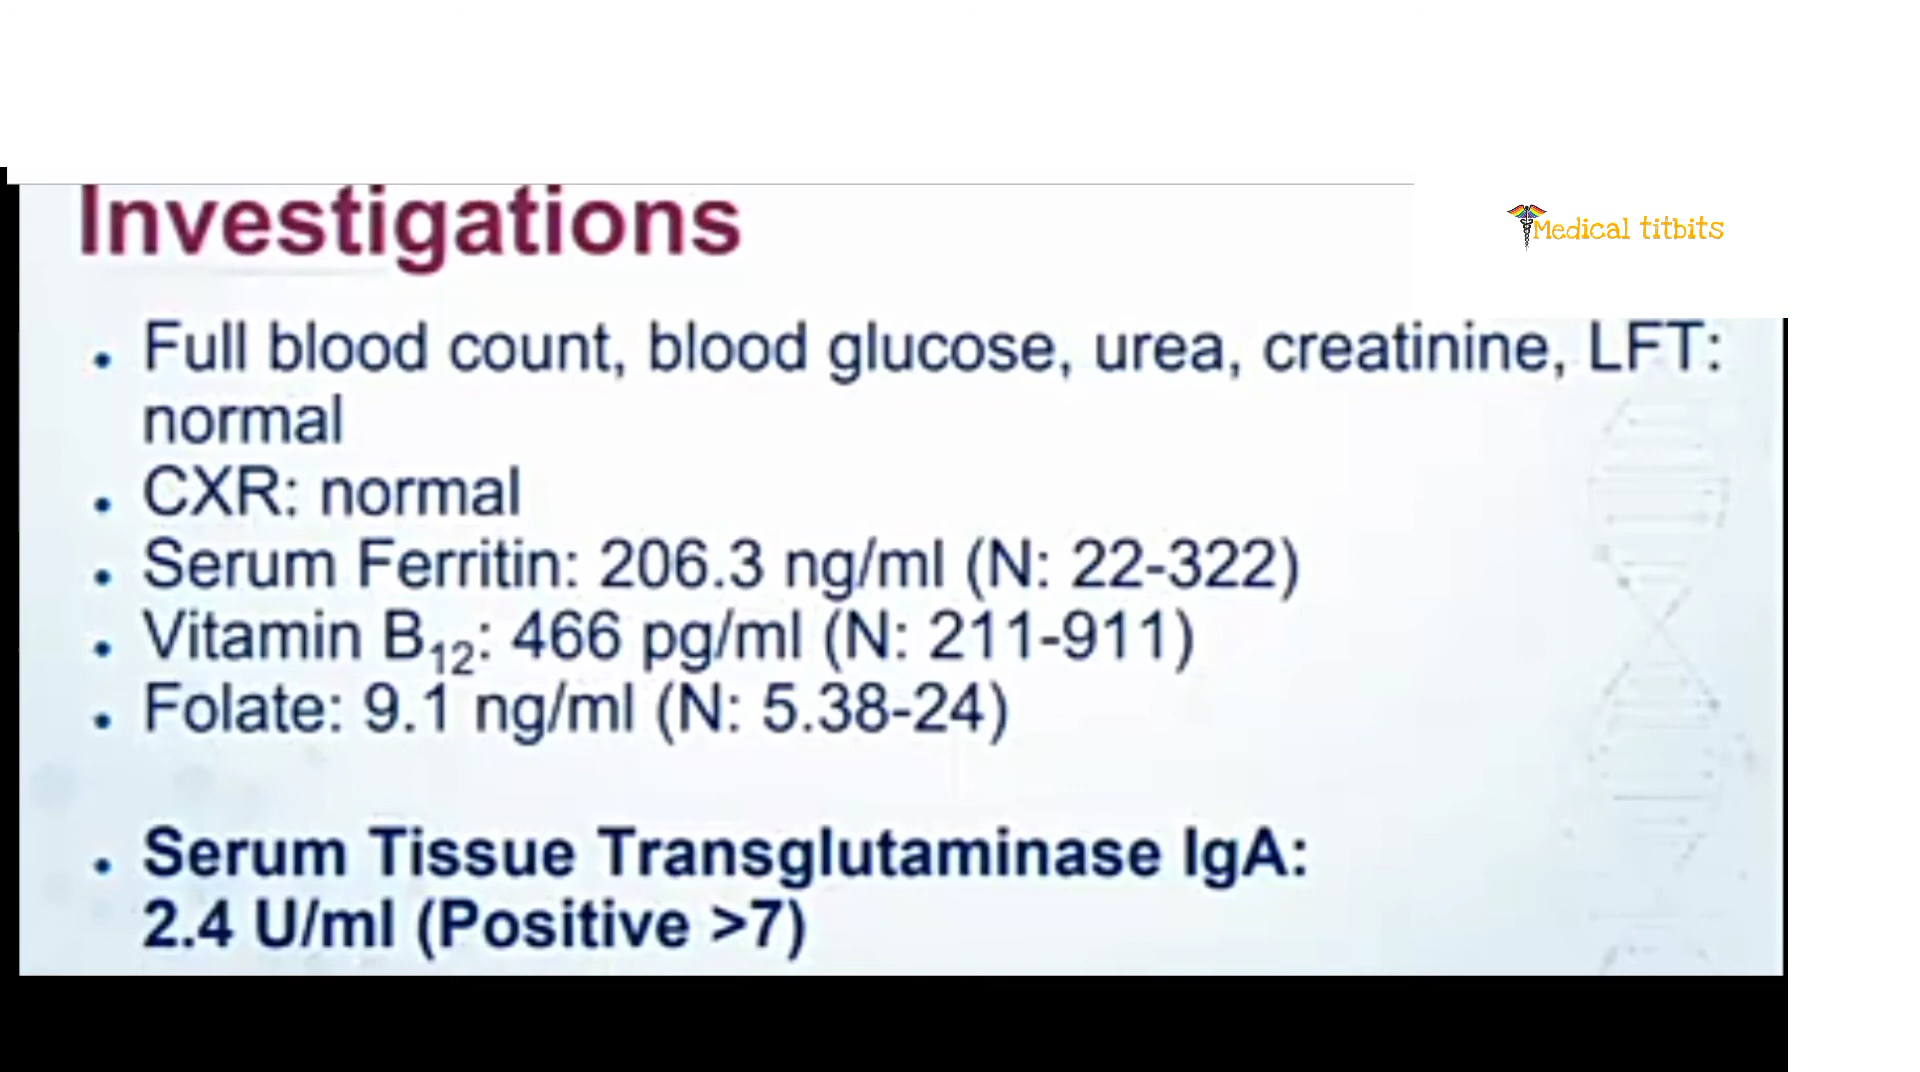 Investigations
Medical titbits
• Full blood count, blood glucose, urea, creatinine, LFT:
normal
• CXR: normal
• Serum Ferritin: 206.3 ng/ml (N: 22-322)
• Vitamin B₁₂: 466 pg/ml (N: 211-911)
• Folate: 9.1 ng/ml (N: 5.38-24)
• Serum Tissue Transglutaminase IgA:
2.4 U/ml (Positive >7)